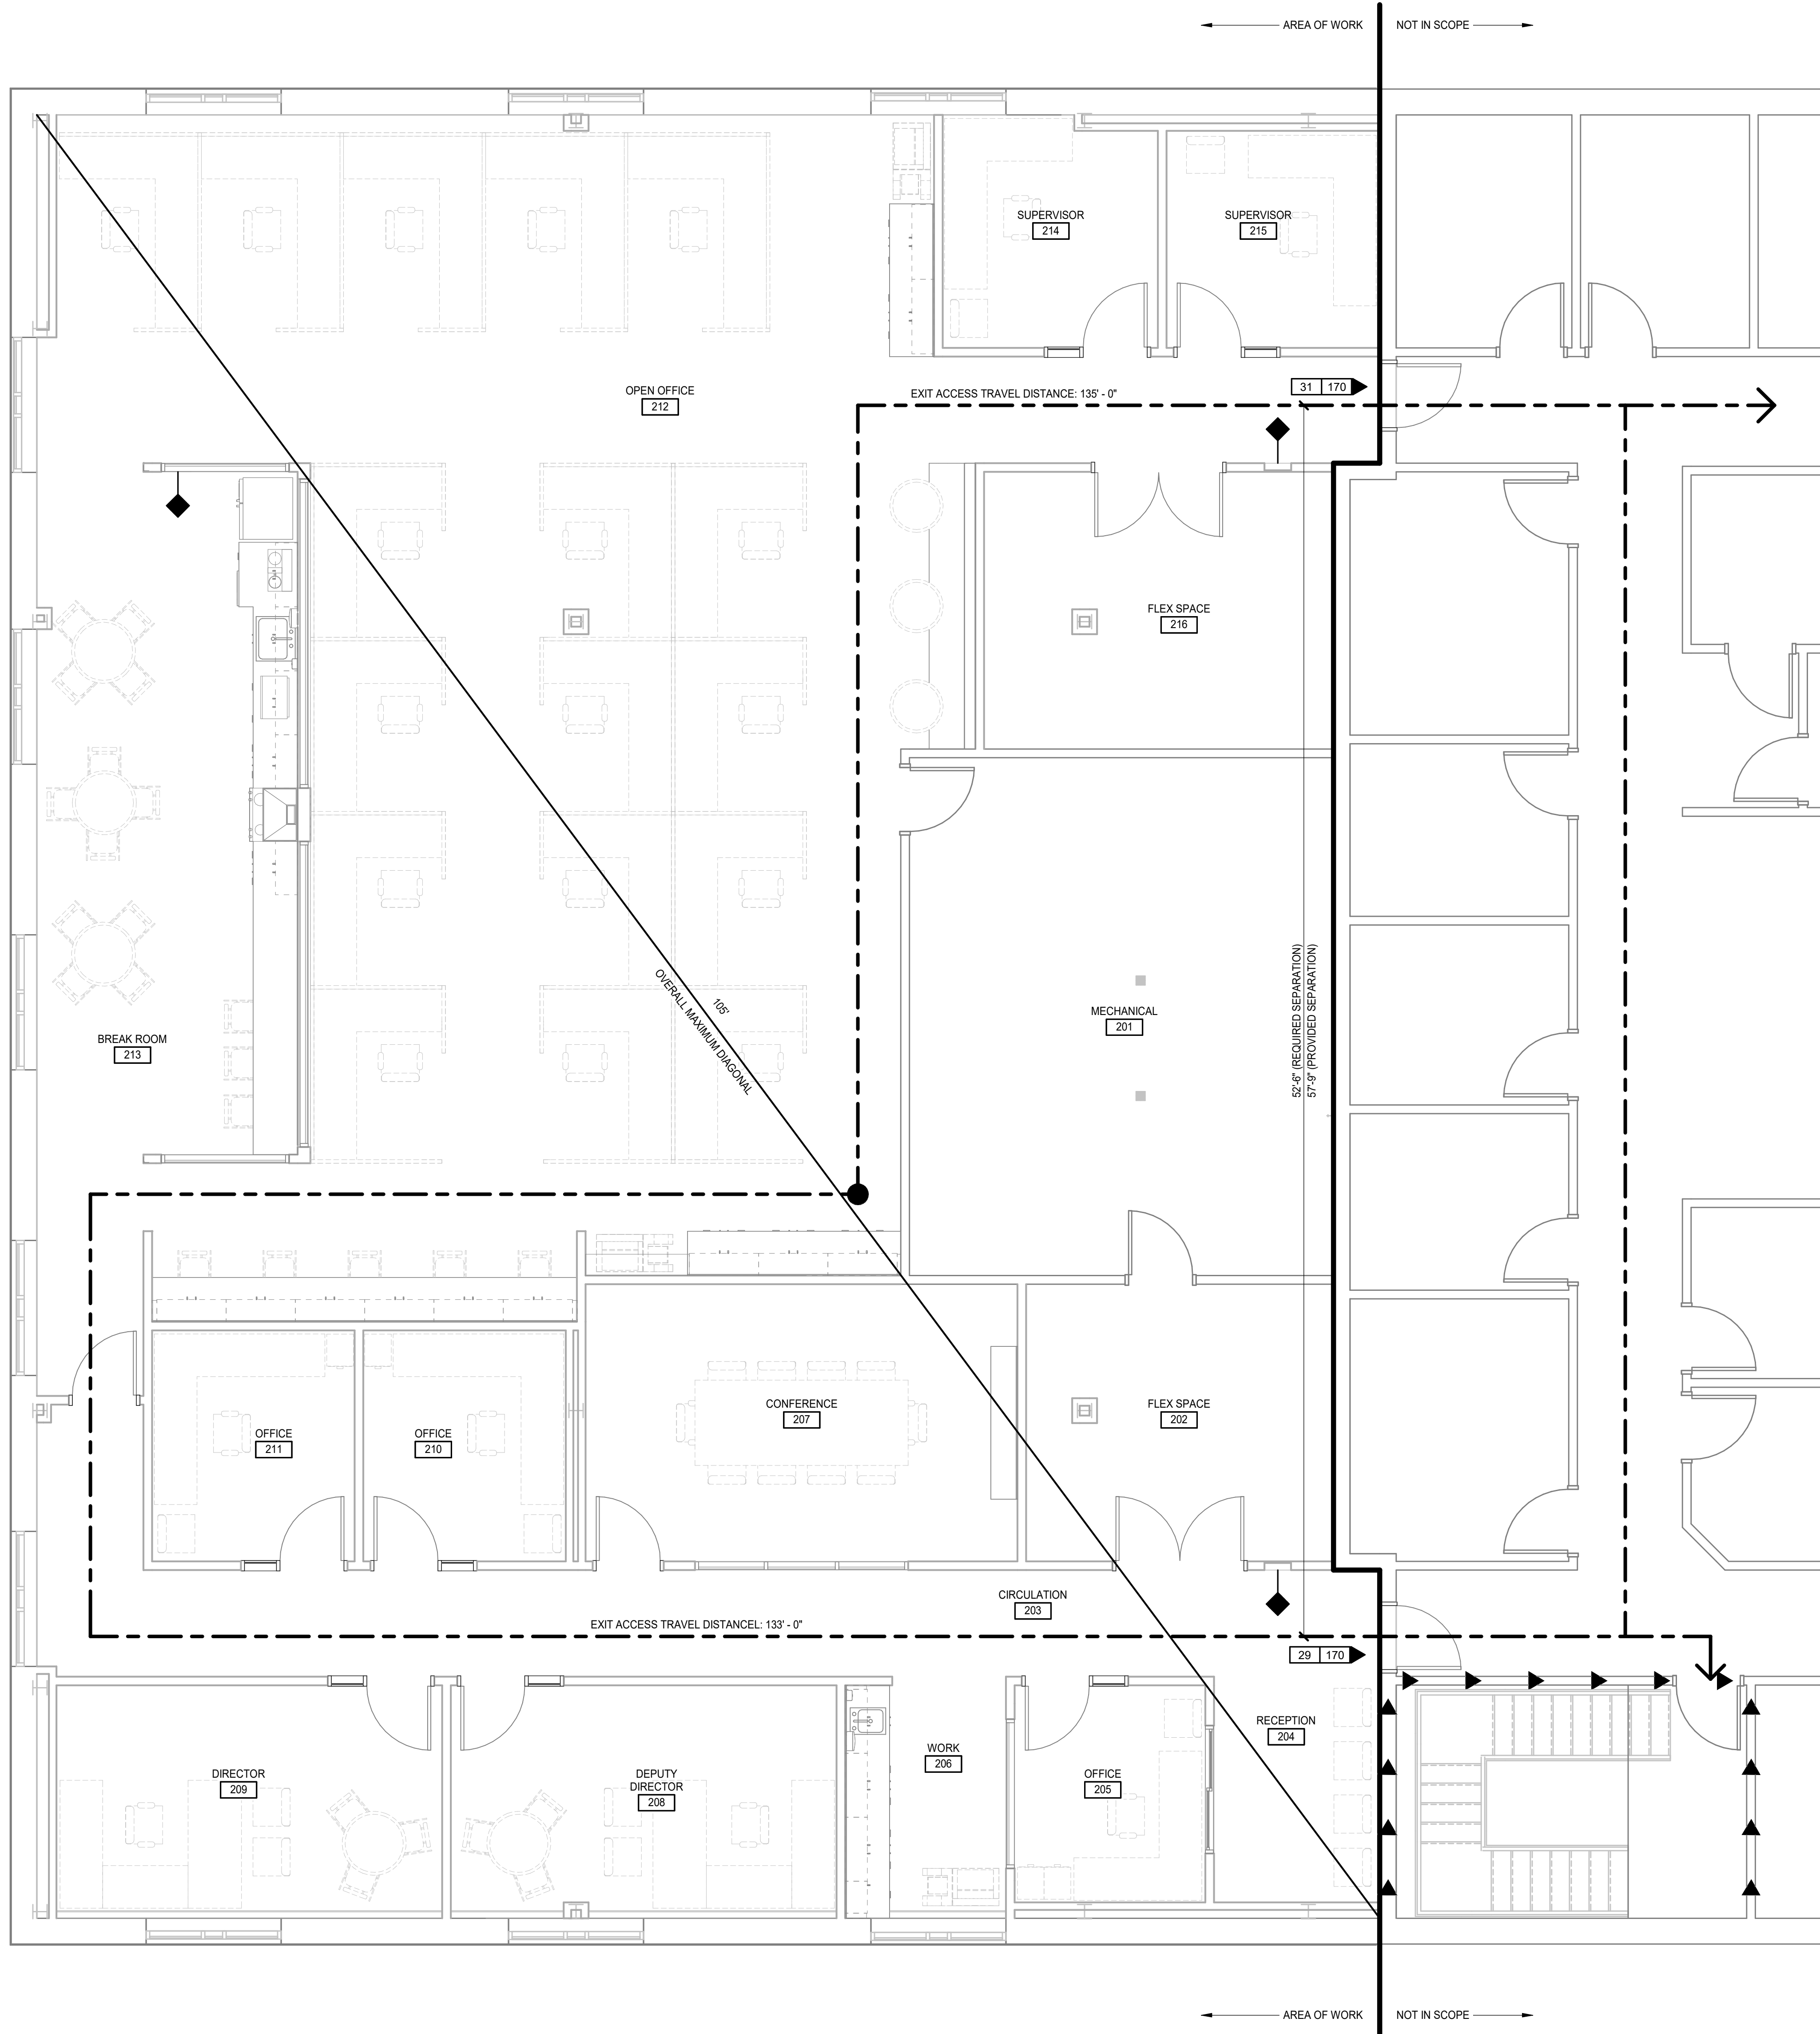 AREA OF WORK
NOT IN SCOPE
SUPERVISOR
214
SUPERVISOR
215
OPEN OFFICE
212
EXIT ACCESS TRAVEL DISTANCE: 135' - 0"
31 170
FLEX SPACE
216
OVERALL MAXIMUM DIAGONAL
105'
52'-6" (REQUIRED SEPARATION)
57'-9" (PROVIDED SEPARATION)
MECHANICAL
201
BREAK ROOM
213
CONFERENCE
207
FLEX SPACE
202
OFFICE
211
OFFICE
210
CIRCULATION
203
EXIT ACCESS TRAVEL DISTANCEL: 133' - 0"
29 170
RECEPTION
204
WORK
206
DIRECTOR
209
DEPUTY
DIRECTOR
208
OFFICE
205
AREA OF WORK
NOT IN SCOPE